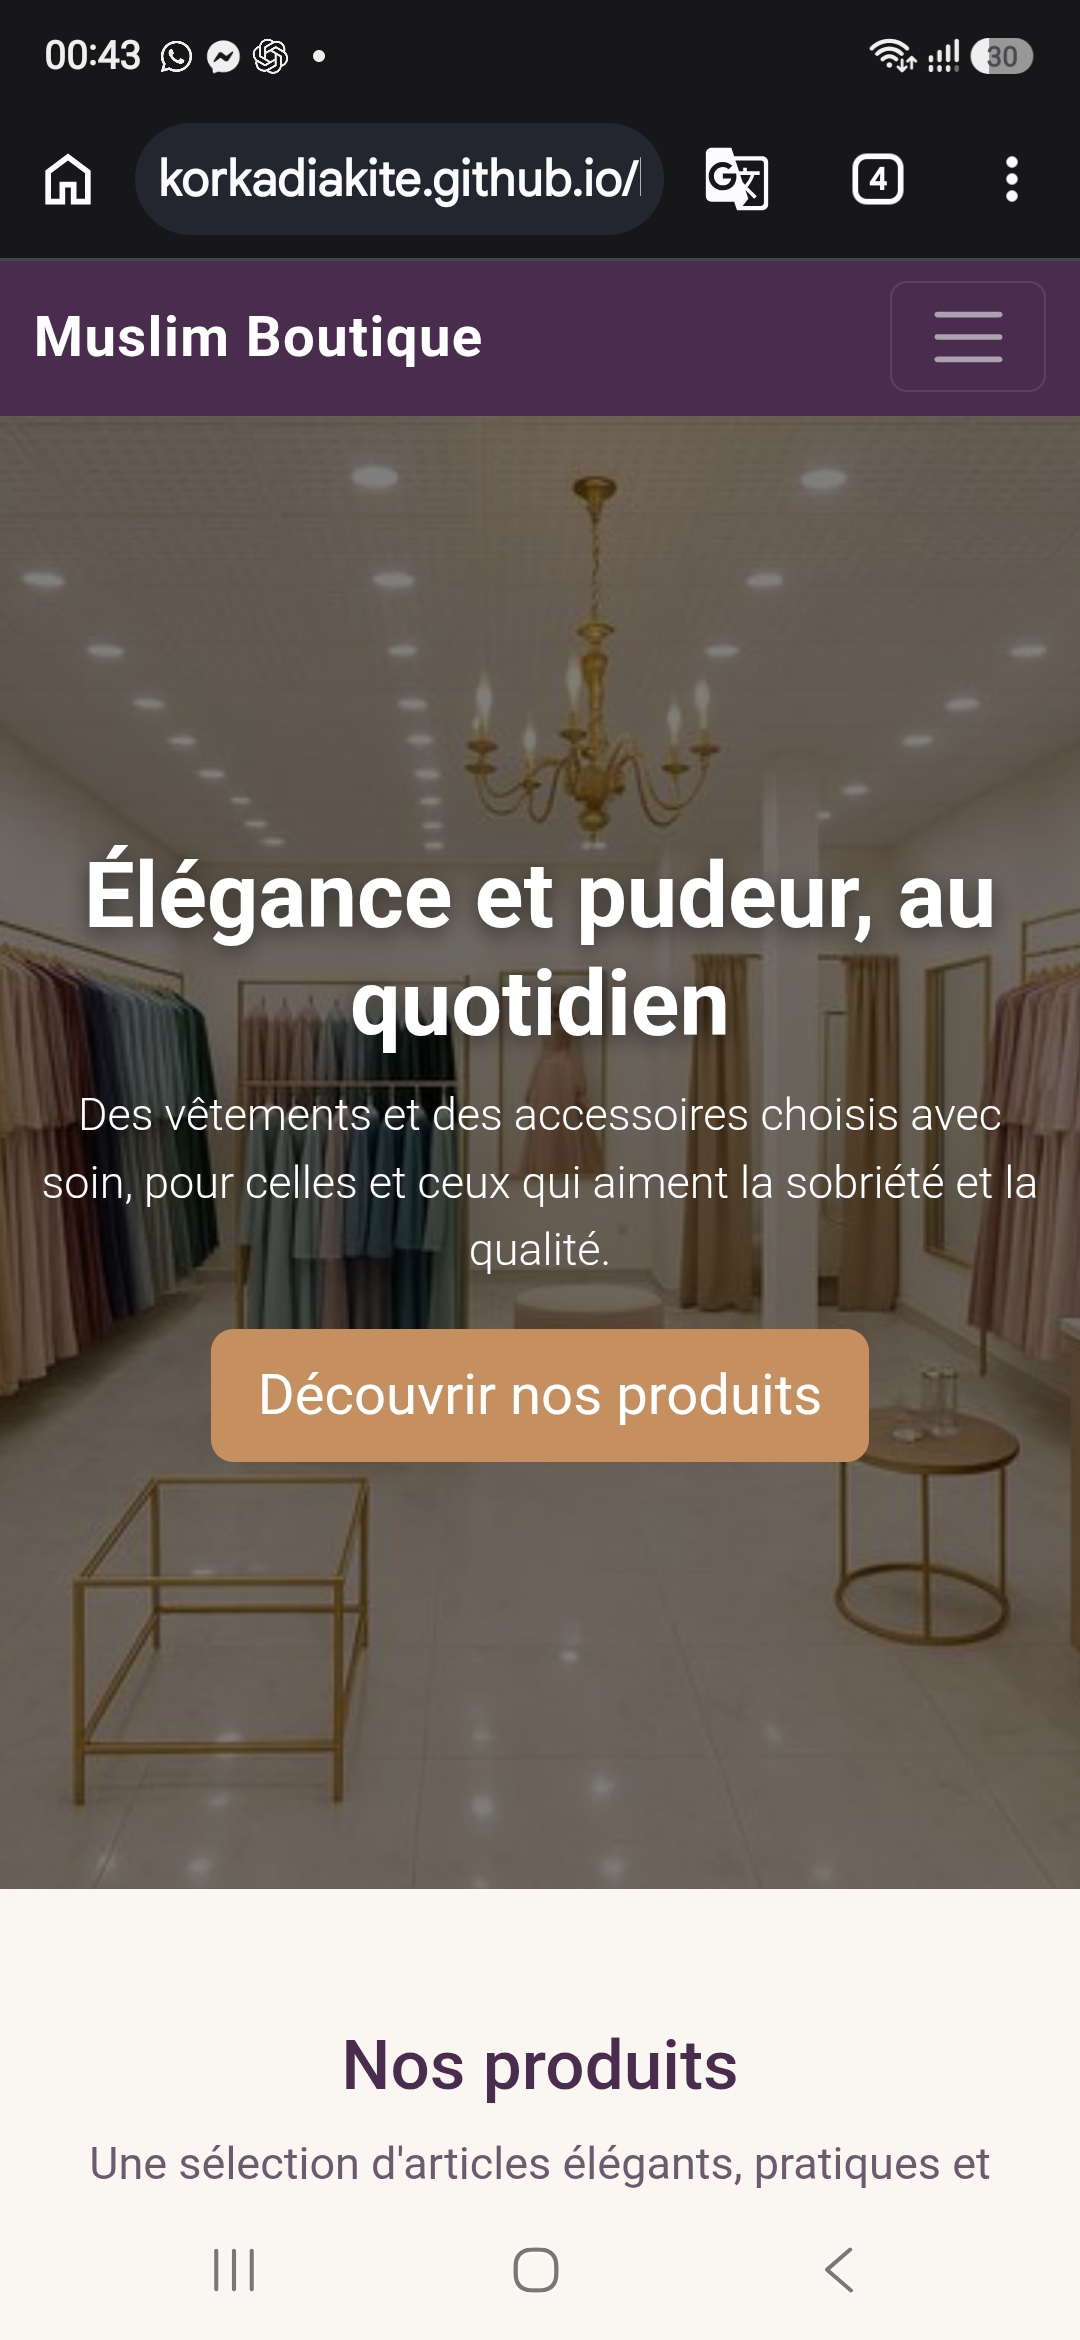 00:43
30
korkadiakite.github.io/
4
Muslim Boutique
Élégance et pudeur, au
quotidien
Des vêtements et des accessoires choisis avec
soin, pour celles et ceux qui aiment la sobriété et la
qualité.
Découvrir nos produits
Nos produits
Une sélection d'articles élégants, pratiques et